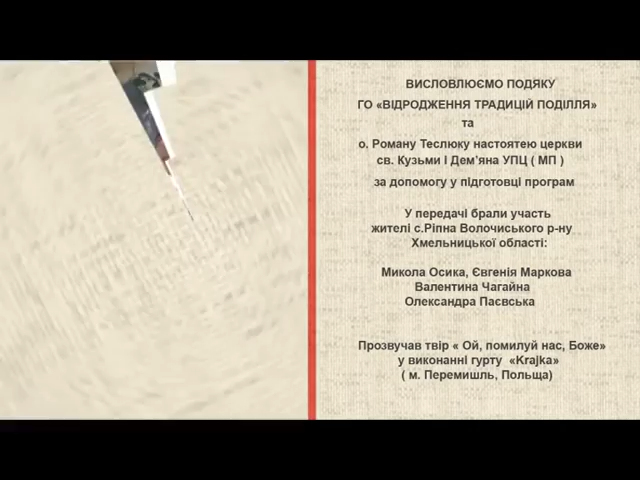 ВИСЛОВЛЮЄМО ПОДЯКУ
ГО «ВІДРОДЖЕННЯ ТРАДИЦІЙ ПОДІЛЛЯ»
та
о. Роману Теслюку настоятею церкви
св. Кузьми і Дем'яна УПЦ ( МП )
за допомогу у підготовці програм
У передачі брали участь
жителі с.Ріпна Волочиського р-ну
Хмельницької області:
Микола Осика, Євгенія Маркова
Валентина Чагайна
Олександра Паєвська
Прозвучав твір « Ой, помилуй нас, Боже»
у виконанні гурту «Krajka»
( м. Перемишль, Польща)